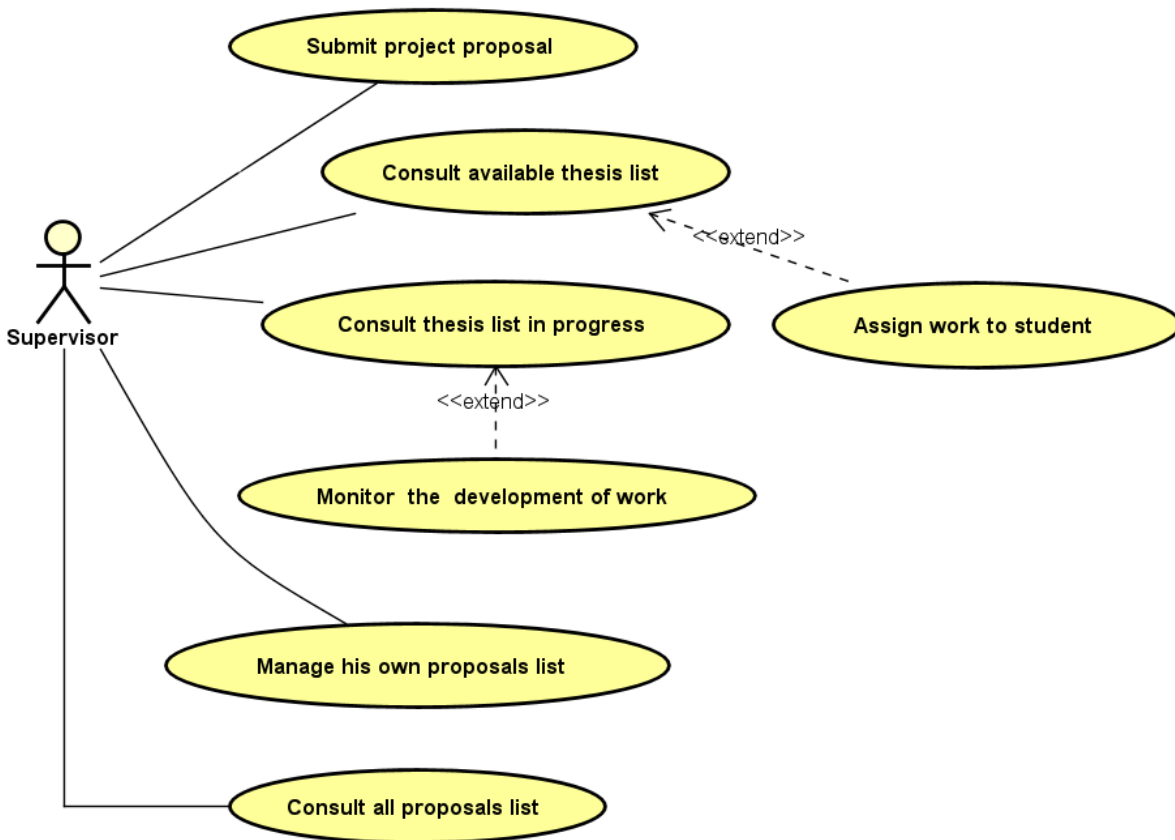 Submit project proposal
Consult available thesis list
<<extend>>
Supervisor
Consult thesis list in progress
Assign work to student
<<extend>>
Monitor the development of work
Manage his own proposals list
Consult all proposals list